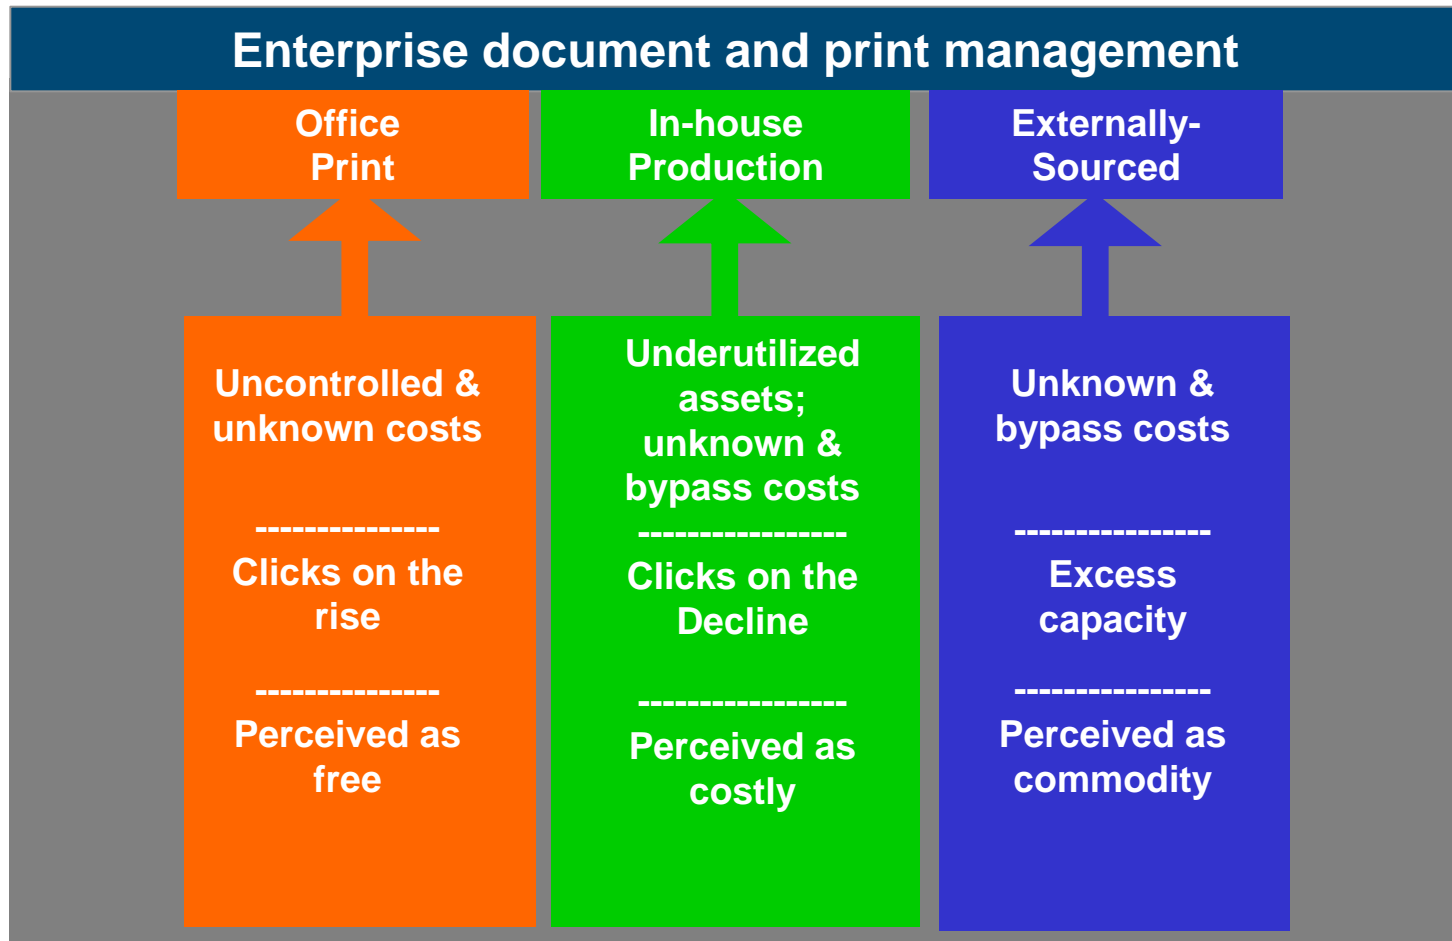 Enterprise document and print management
Office
Print
In-house
Production
Externally-
Sourced
Uncontrolled &
unknown costs
---------------
Clicks on the
rise
---------------
Perceived as
free
Underutilized
assets;
unknown &
bypass costs
-----------------
Clicks on the
Decline
-----------------
Perceived as
costly
Unknown &
bypass costs
----------------
Excess
capacity
----------------
Perceived as
commodity